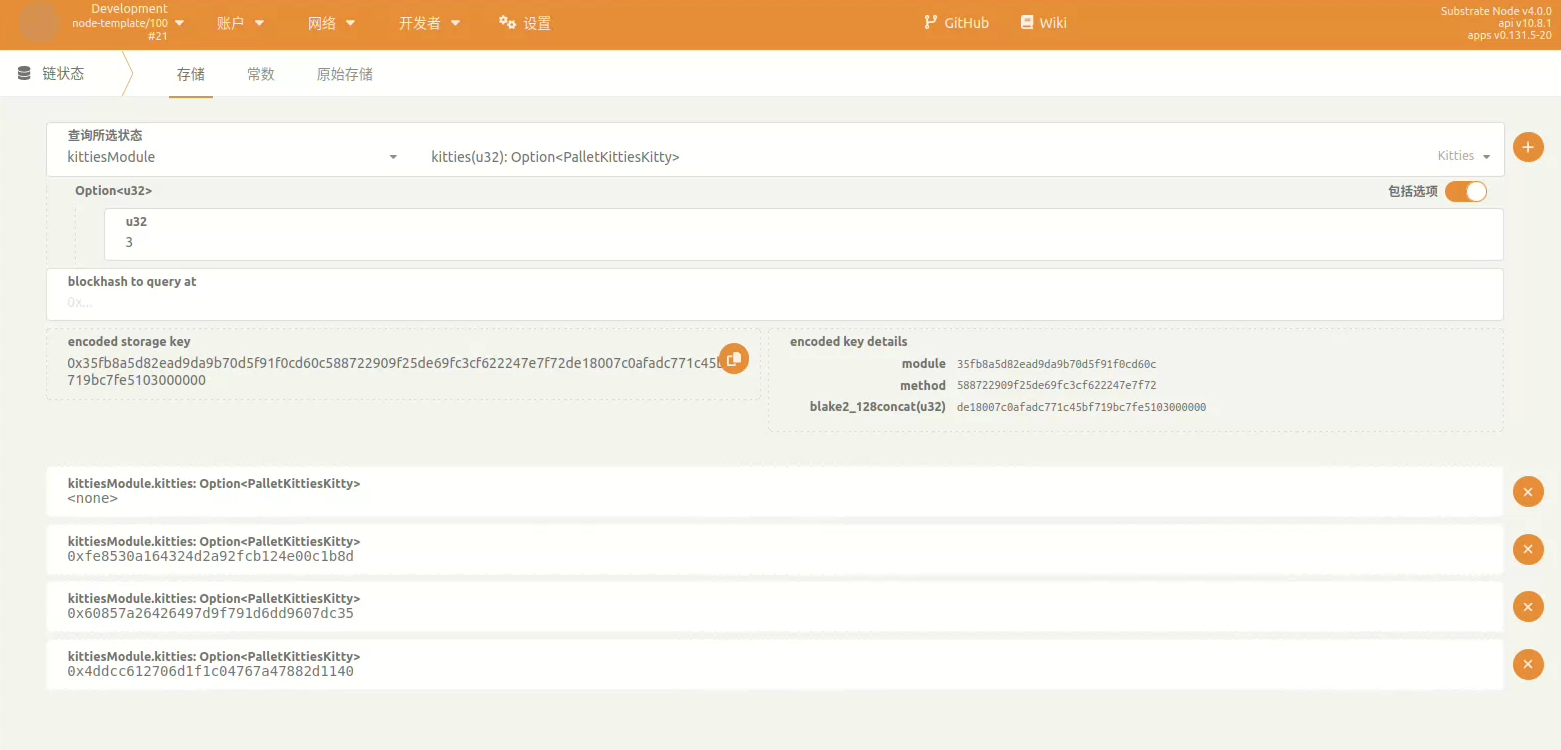 Development
node-template/100
#21
账户
网络
开发者
设置
GitHub
Wiki
Substrate Node v4.0.0
api v10.8.1
apps v0.131.5-20
链状态
存储
常数
原始存储
查询所选状态
kittiesModule
kitties(u32): Option<PalletKittiesKitty>
Kitties
Option<u32>
包括选项
u32
3
blockhash to query at
0x...
encoded storage key
0x35fb8a5d82ead9da9b70d5f91f0cd60c588722909f25de69fc3cf622247e7f72de18007c0afadc771c45b
719bc7fe5103000000
encoded key details
module 35fb8a5d82ead9da9b70d5f91f0cd60c
method 588722909f25de69fc3cf622247e7f72
blake2_128concat(u32) de18007c0afadc771c45bf719bc7fe5103000000
kittiesModule.kitties: Option<PalletKittiesKitty>
<none>
kittiesModule.kitties: Option<PalletKittiesKitty>
0xfe8530a164324d2a92fcb124e00c1b8d
kittiesModule.kitties: Option<PalletKittiesKitty>
0x60857a26426497d9f791d6dd9607dc35
kittiesModule.kitties: Option<PalletKittiesKitty>
0x4ddcc612706d1f1c04767a47882d1140